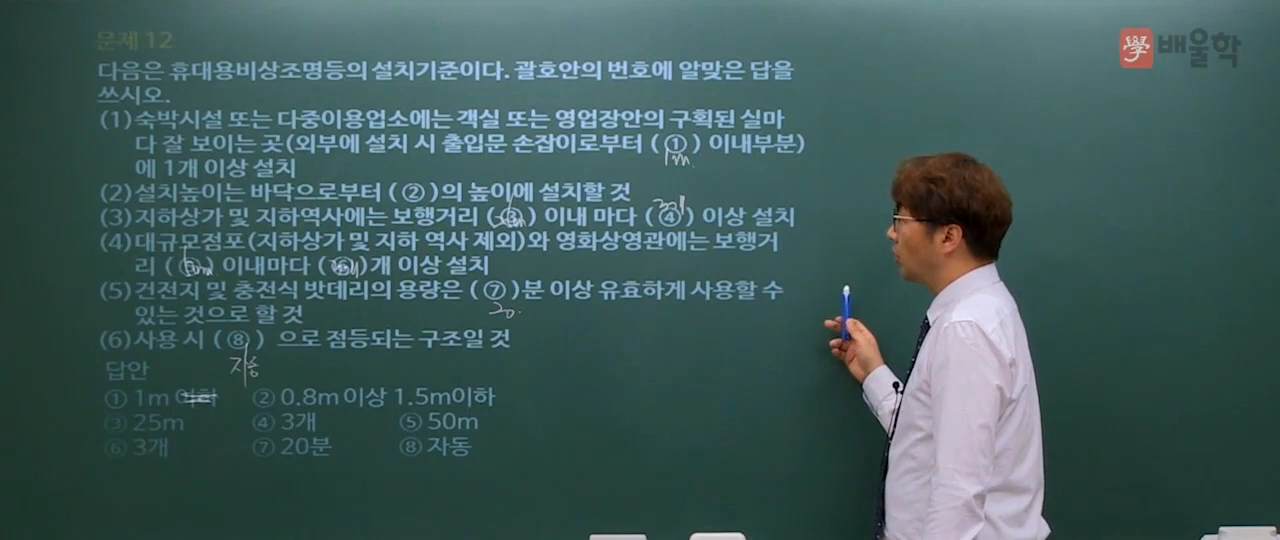 문제 12
學 배울학
다음은 휴대용비상조명등의 설치기준이다. 괄호안의 번호에 알맞은 답을
쓰시오.
(1) 숙박시설 또는 다중이용업소에는 객실 또는 영업장안의 구획된 실마
다 잘 보이는 곳(외부에 설치 시 출입문 손잡이로부터 ( ① ) 이내부분)
1m
에 1개 이상 설치
(2) 설치높이는 바닥으로부터 ( ② )의 높이에 설치할 것
(3) 지하상가 및 지하역사에는 보행거리 ( ③ ) 이내 마다 ( ④ ) 이상 설치
(4) 대규모점포(지하상가 및 지하 역사 제외)와 영화상영관에는 보행거
리 ( ) 이내마다 ( )개 이상 설치
(5) 건전지 및 충전식 밧데리의 용량은 ( ⑦ )분 이상 유효하게 사용할 수
20.
있는 것으로 할 것
(6) 사용 시 ( ⑧ ) 으로 점등되는 구조일 것
답안
① 1m 이하 ② 0.8m 이상 1.5m이하
③ 25m ④ 3개 ⑤ 50m
⑥ 3개 ⑦ 20분 ⑧ 자동